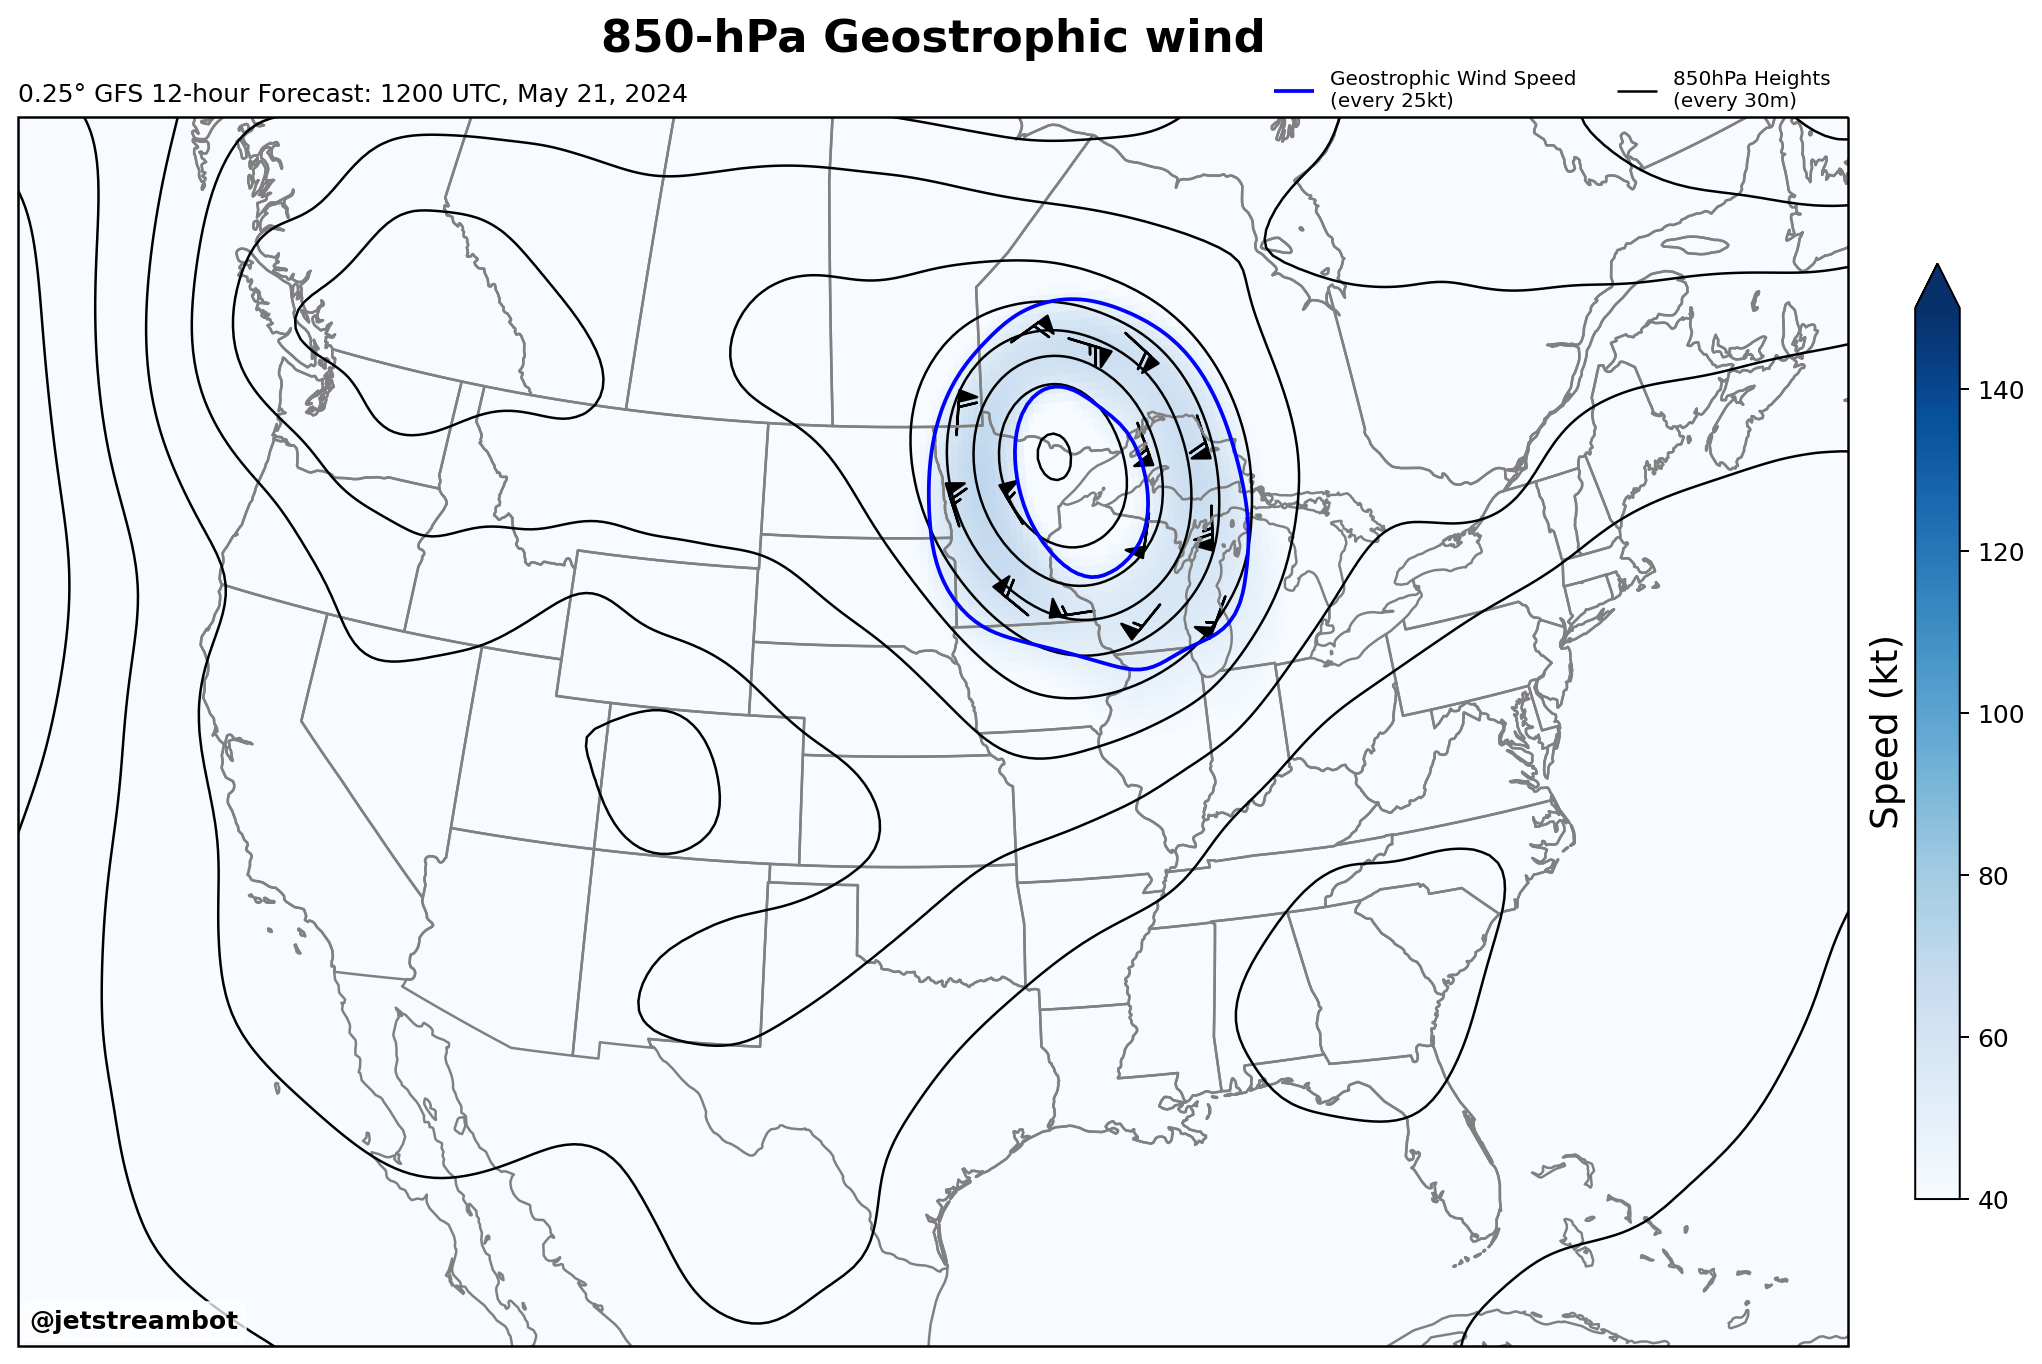 850-hPa Geostrophic wind
0.25° GFS 12-hour Forecast: 1200 UTC, May 21, 2024
Geostrophic Wind Speed
(every 25kt)
850hPa Heights
(every 30m)
140
120
100
80
60
40
Speed (kt)
@jetstreambot